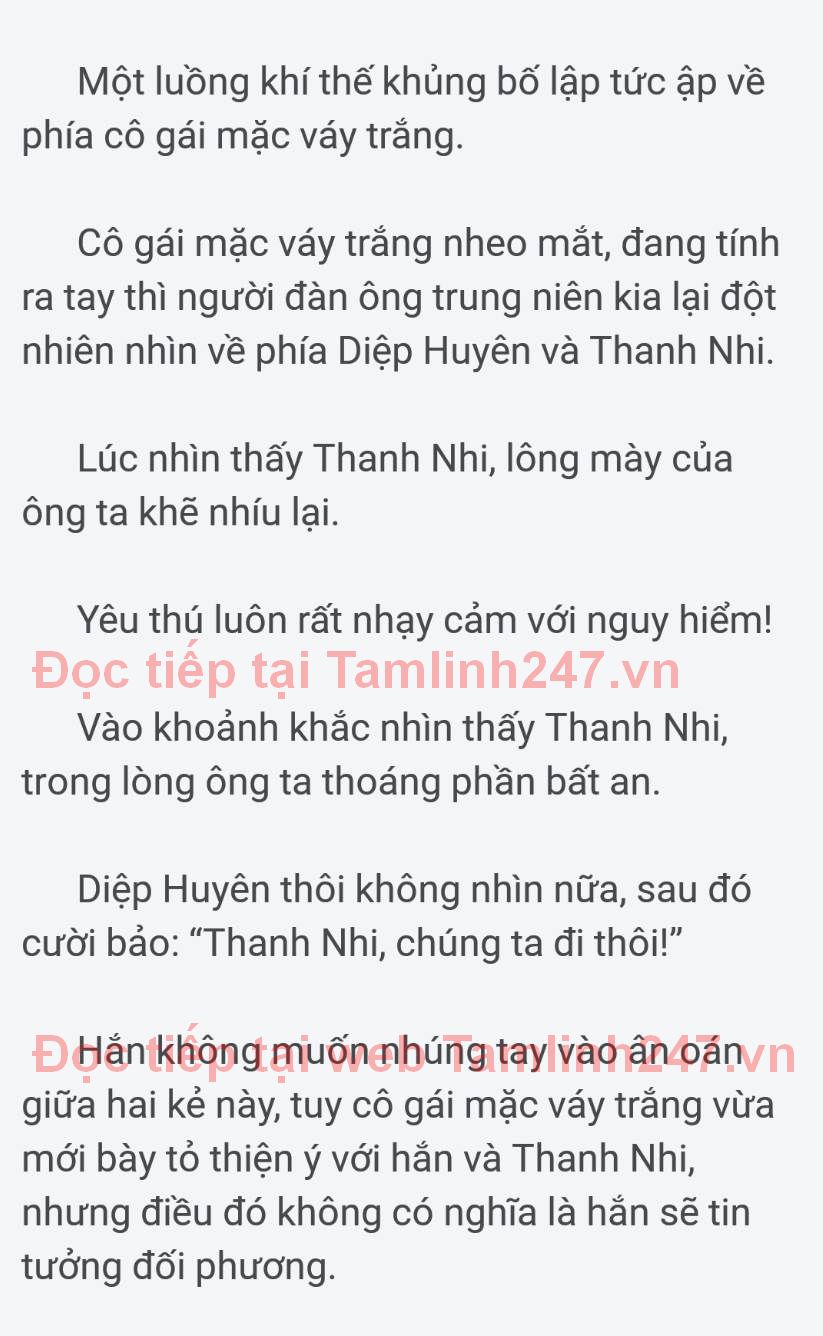 Một luồng khí thế khủng bố lập tức ập về
phía cô gái mặc váy trắng.
Cô gái mặc váy trắng nheo mắt, đang tính
ra tay thì người đàn ông trung niên kia lại đột
nhiên nhìn về phía Diệp Huyên và Thanh Nhi.
Lúc nhìn thấy Thanh Nhi, lông mày của
ông ta khẽ nhíu lại.
Yêu thú luôn rất nhạy cảm với nguy hiểm!
Đọc tiếp tại Tamlinh247.vn
Vào khoảnh khắc nhìn thấy Thanh Nhi,
trong lòng ông ta thoáng phần bất an.
Diệp Huyên thôi không nhìn nữa, sau đó
cười bảo: “Thanh Nhi, chúng ta đi thôi!”
Hắn không muốn nhúng tay vào ân oán
Đọc tiếp tại web Tamlinh247.vn
giữa hai kẻ này, tuy cô gái mặc váy trắng vừa
mới bày tỏ thiện ý với hắn và Thanh Nhi,
nhưng điều đó không có nghĩa là hắn sẽ tin
tưởng đối phương.